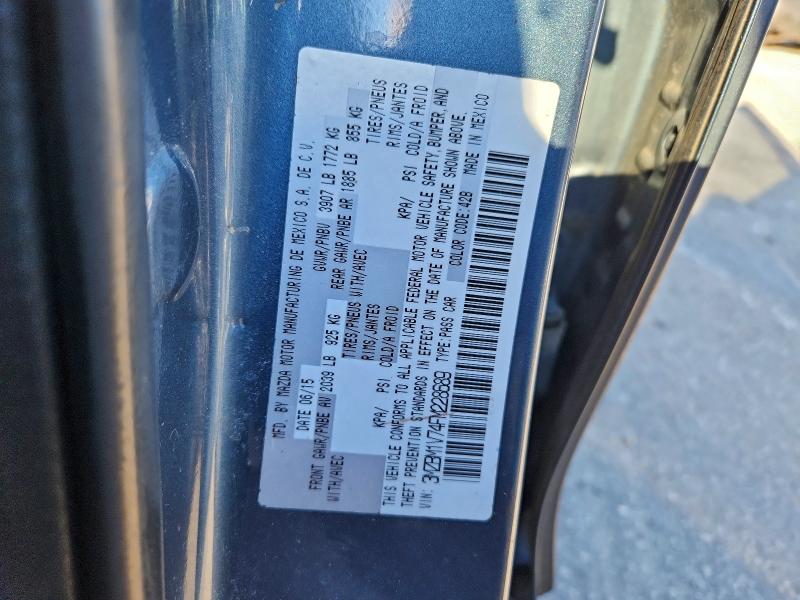 MFD. BY MAZDA MOTOR MANUFACTURING DE MEXICO S.A. DE C.V.
DATE 06/15 GVWR/PNBU 3907 LB 1772 KG
FRONT GAWR/PNBE AV 2039 LB 925 KG REAR GAWR/PNBE AR 1885 LB 855 KG
WITH/AVEC TIRES/PNEUS WITH/AVEC TIRES/PNEUS
RIMS/JANTES RIMS/JANTES
KPA/ PSI COLD/A FROID KPA/ PSI COLD/A FROID
THIS VEHICLE CONFORMS TO ALL APPLICABLE FEDERAL MOTOR VEHICLE SAFETY, BUMPER, AND
THEFT PREVENTION STANDARDS IN EFFECT ON THE DATE OF MANUFACTURE SHOWN ABOVE.
VIN: 3MZBM1V74FM228689 TYPE:PASS CAR COLOR CODE:42B MADE IN MEXICO